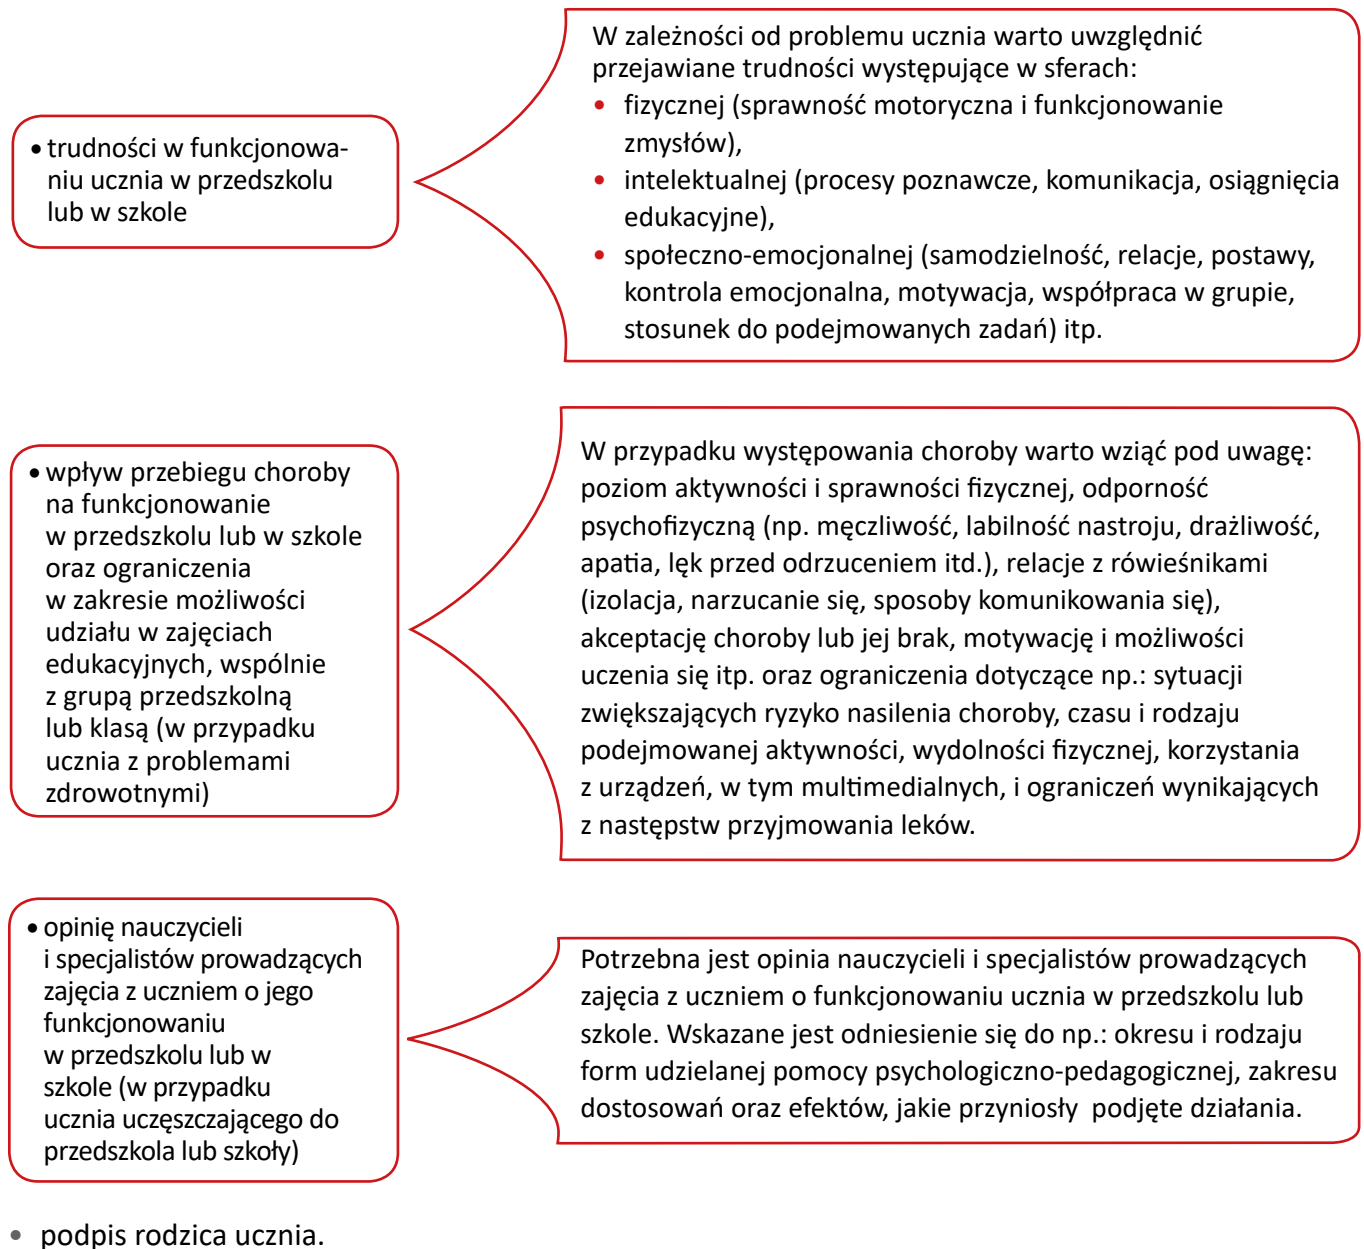 • trudności w funkcjonowa-
niu ucznia w przedszkolu
lub w szkole
W zależności od problemu ucznia warto uwzględnić
przejawiane trudności występujące w sferach:
• fizycznej (sprawność motoryczna i funkcjonowanie
zmysłów),
• intelektualnej (procesy poznawcze, komunikacja, osiągnięcia
edukacyjne),
• społeczno-emocjonalnej (samodzielność, relacje, postawy,
kontrola emocjonalna, motywacja, współpraca w grupie,
stosunek do podejmowanych zadań) itp.
• wpływ przebiegu choroby
na funkcjonowanie
w przedszkolu lub w szkole
oraz ograniczenia
w zakresie możliwości
udziału w zajęciach
edukacyjnych, wspólnie
z grupą przedszkolną
lub klasą (w przypadku
ucznia z problemami
zdrowotnymi)
W przypadku występowania choroby warto wziąć pod uwagę:
poziom aktywności i sprawności fizycznej, odporność
psychofizyczną (np. męczliwość, labilność nastroju, drażliwość,
apatia, lęk przed odrzuceniem itd.), relacje z rówieśnikami
(izolacja, narzucanie się, sposoby komunikowania się),
akceptację choroby lub jej brak, motywację i możliwości
uczenia się itp. oraz ograniczenia dotyczące np.: sytuacji
zwiększających ryzyko nasilenia choroby, czasu i rodzaju
podejmowanej aktywności, wydolności fizycznej, korzystania
z urządzeń, w tym multimedialnych, i ograniczeń wynikających
z następstw przyjmowania leków.
• opinię nauczycieli
i specjalistów prowadzących
zajęcia z uczniem o jego
funkcjonowaniu
w przedszkolu lub w
szkole (w przypadku
ucznia uczęszczającego do
przedszkola lub szkoły)
Potrzebna jest opinia nauczycieli i specjalistów prowadzących
zajęcia z uczniem o funkcjonowaniu ucznia w przedszkolu lub
szkole. Wskazane jest odniesienie się do np.: okresu i rodzaju
form udzielanej pomocy psychologiczno-pedagogicznej, zakresu
dostosowań oraz efektów, jakie przyniosły podjęte działania.
• podpis rodzica ucznia.